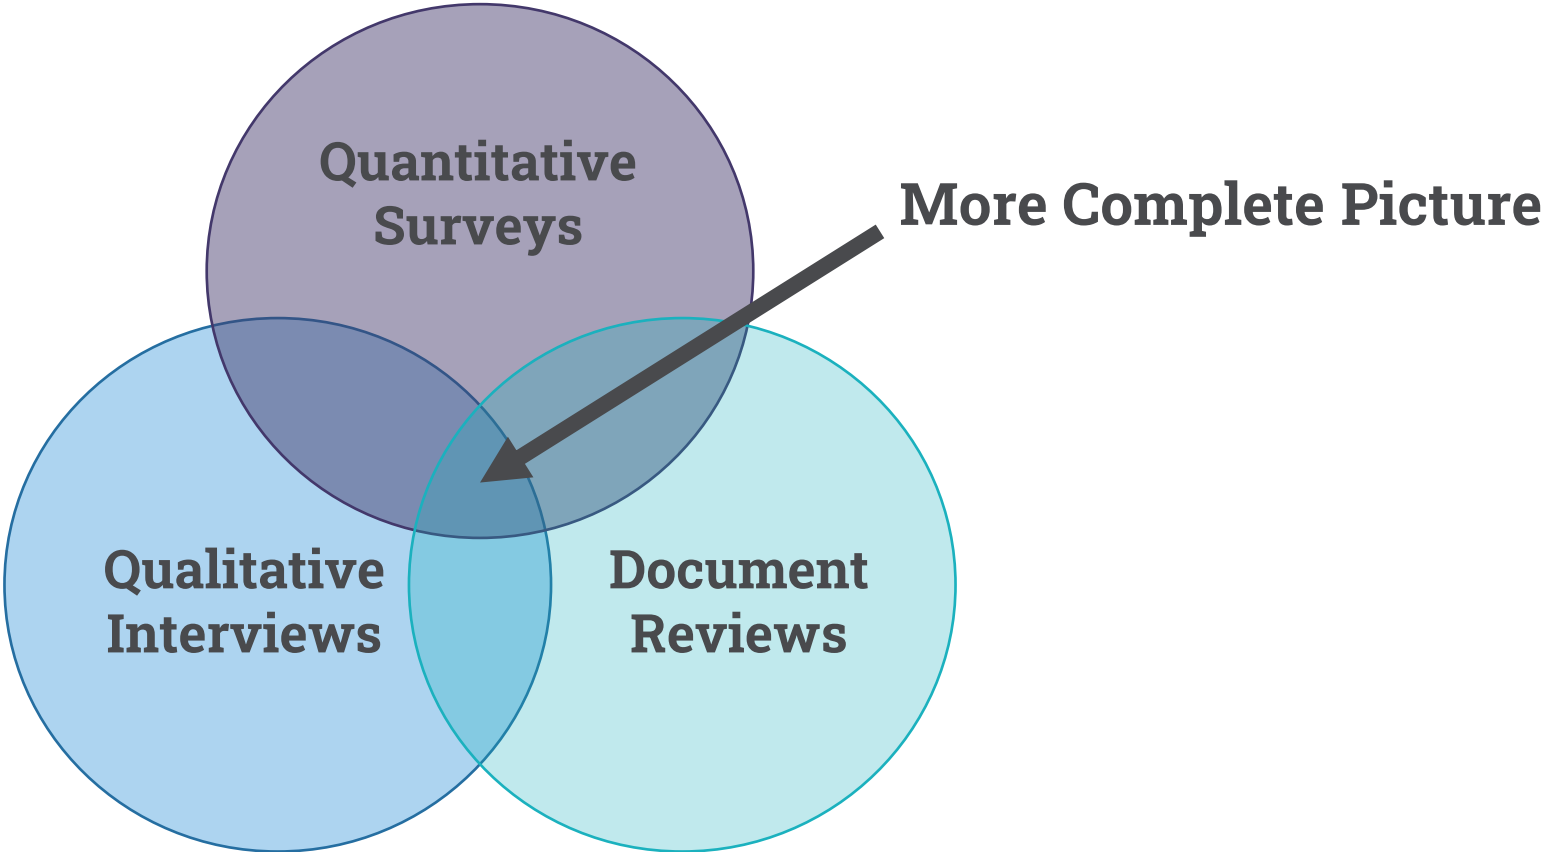 Quantitative
Surveys
More Complete Picture
Qualitative
Interviews
Document
Reviews